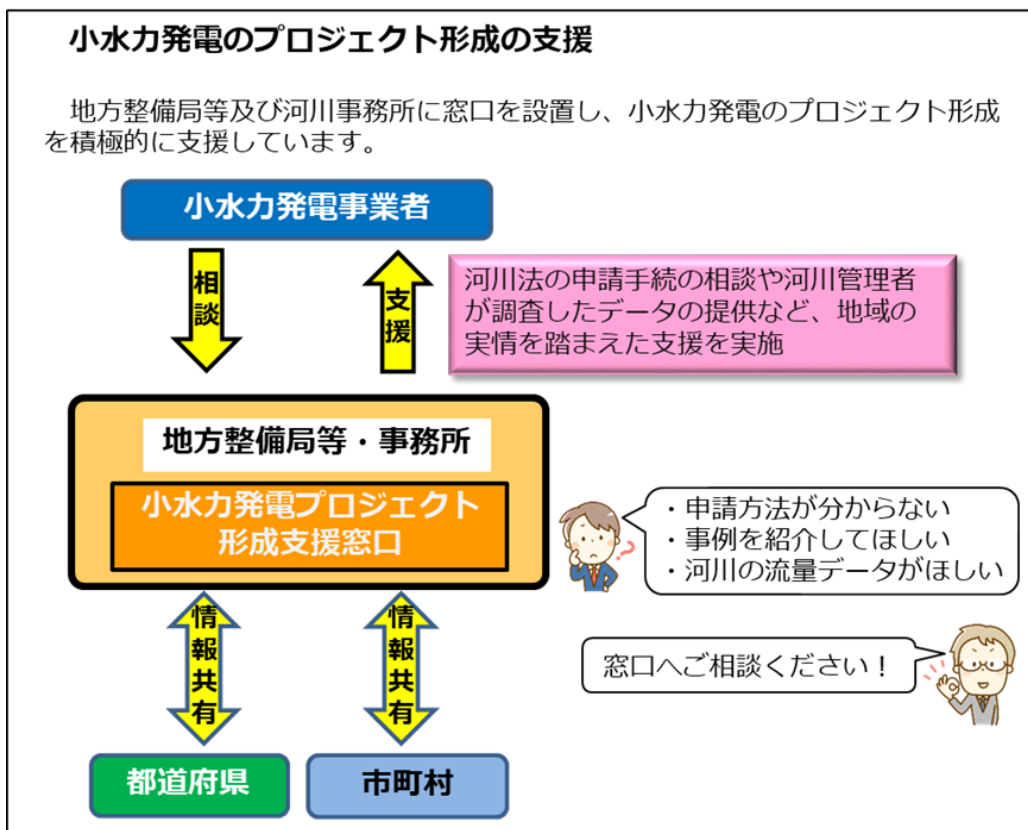 小水力発電のプロジェクト形成の支援
地方整備局等及び河川事務所に窓口を設置し、小水力発電のプロジェクト形成
を積極的に支援しています。
小水力発電事業者
相談
支援
河川法の申請手続の相談や河川管理者
が調査したデータの提供など、地域の
実情を踏まえた支援を実施
地方整備局等・事務所
小水力発電プロジェクト
形成支援窓口
・申請方法が分からない
・事例を紹介してほしい
・河川の流量データがほしい
窓口へご相談ください！
情報共有
情報共有
都道府県
市町村